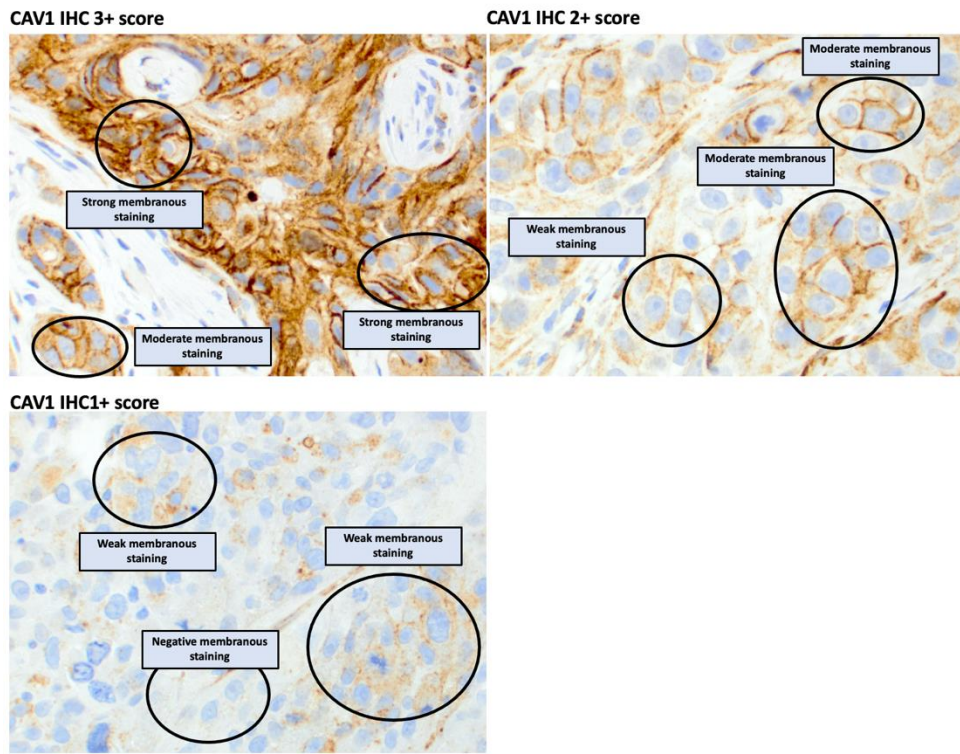 CAV1 IHC 3+ score
Strong membranous
staining
Strong membranous
staining
Moderate membranous
staining
CAV1 IHC 2+ score
Moderate membranous
staining
Moderate membranous
staining
Weak membranous
staining
CAV1 IHC1+ score
Weak membranous
staining
Weak membranous
staining
Negative membranous
staining